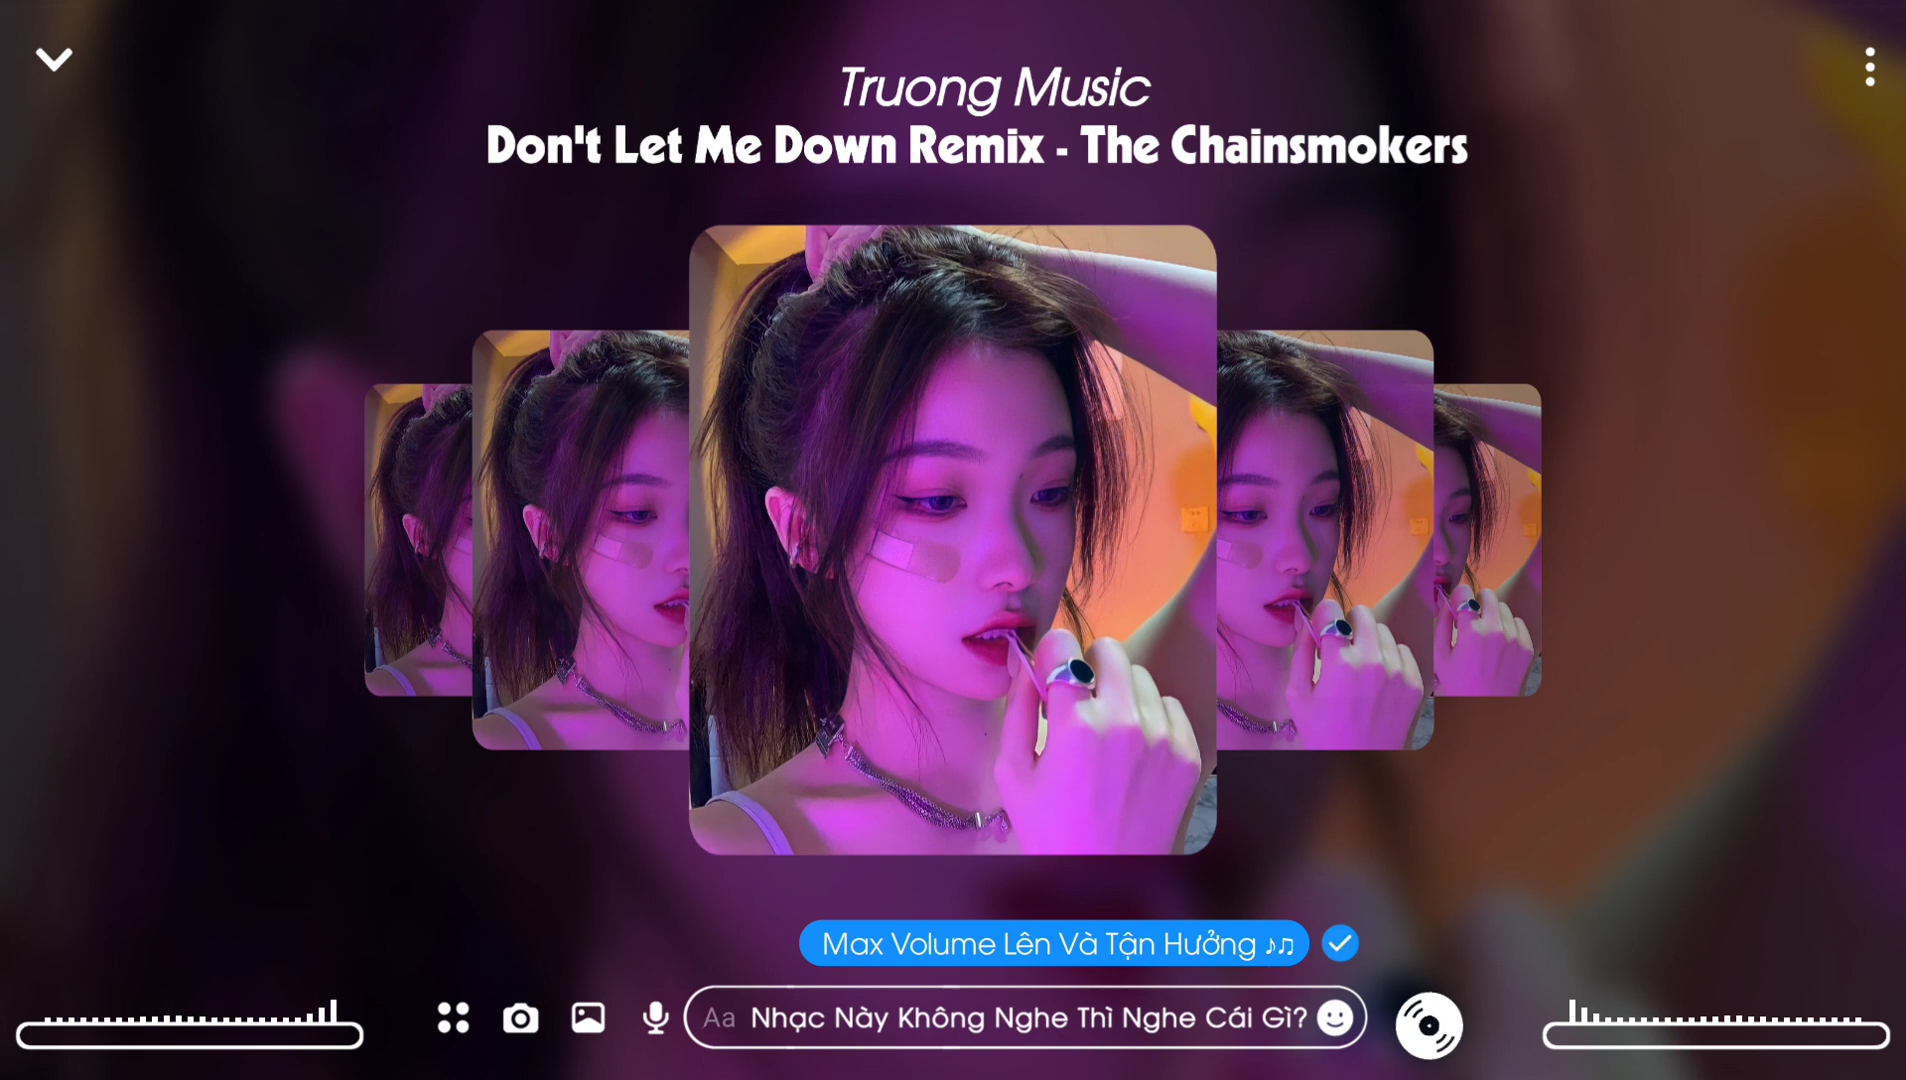 Truong Music
Don't Let Me Down Remix - The Chainsmokers
Max Volume Lên Và Tận Hưởng ♪♫
Aa Nhạc Này Không Nghe Thì Nghe Cái Gì?